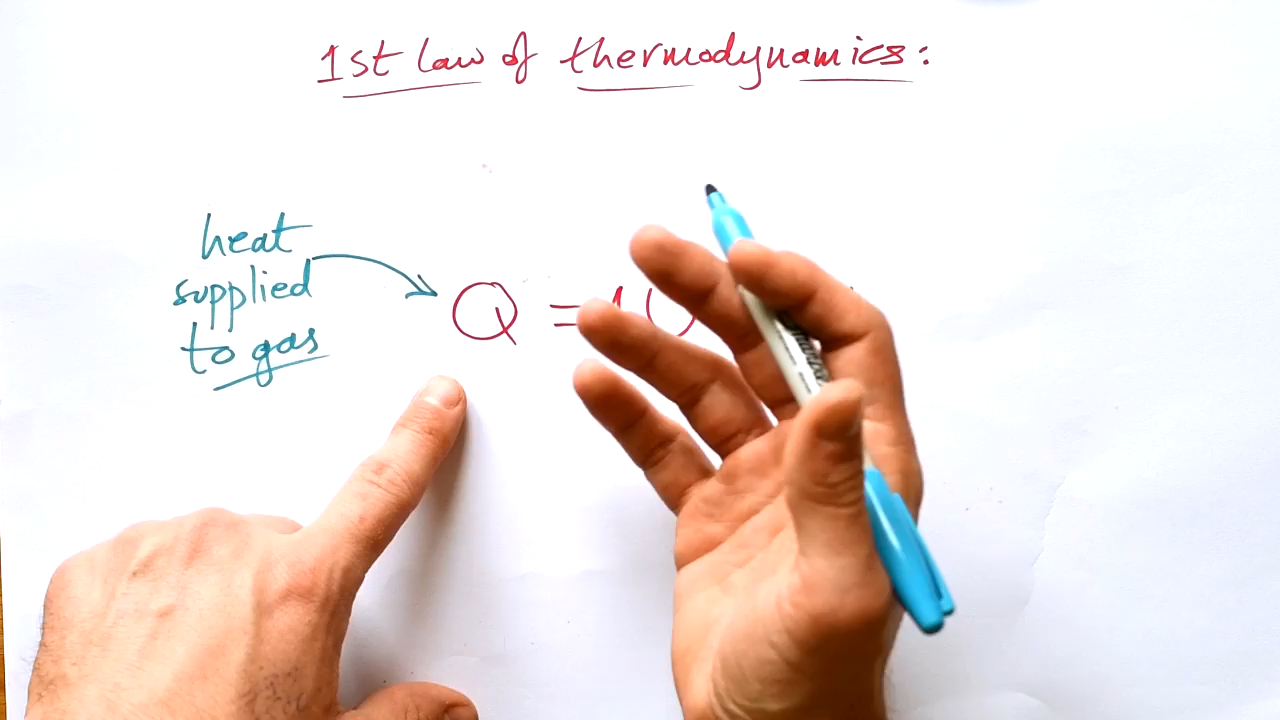 1st law of thermodynamics:
heat
supplied
to gas
Q = U